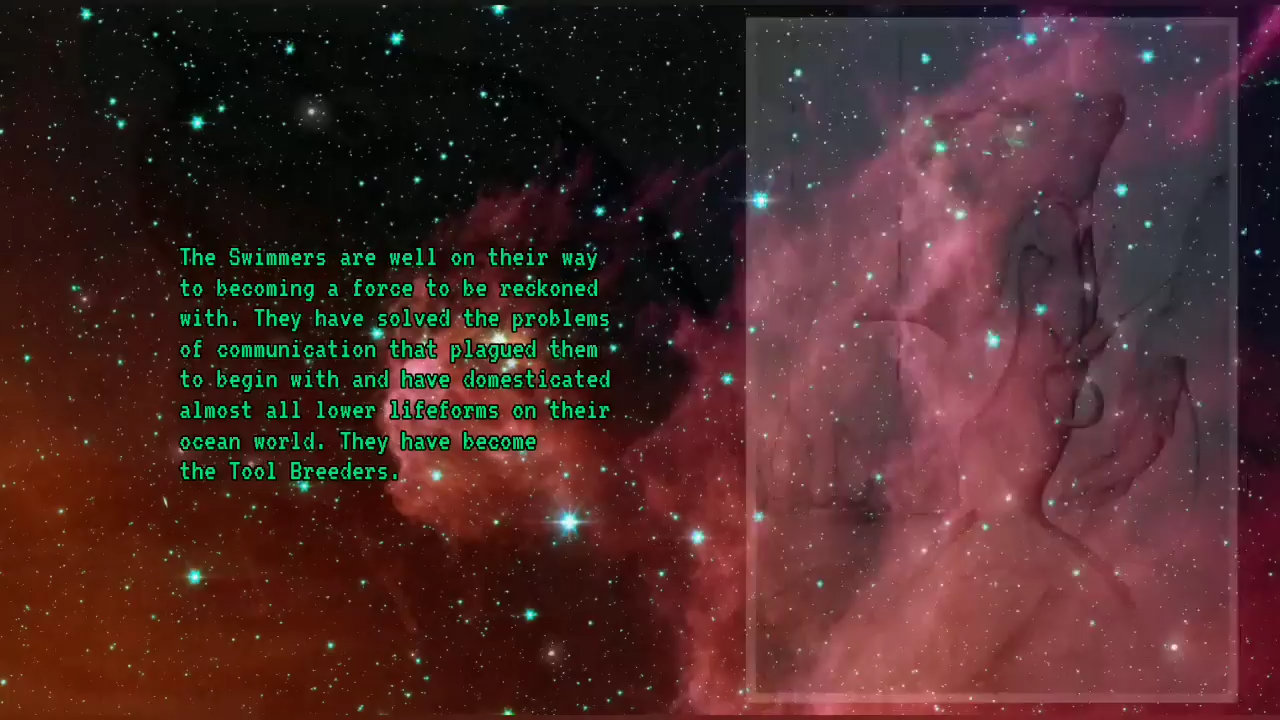 The Swimmers are well on their way
to becoming a force to be reckoned
with. They have solved the problems
of communication that plagued them
to begin with and have domesticated
almost all lower lifeforms on their
ocean world. They have become
the Tool Breeders.